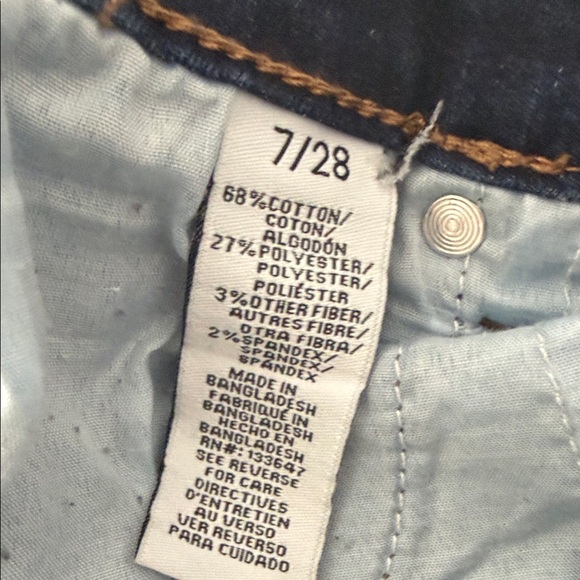 7/28
68%COTTON/
COTON/
ALGODÓN
27%POLYESTER/
POLYESTER/
POLIÉSTER
3%OTHER FIBER/
AUTRES FIBRE/
OTRA FIBRA/
2%SPANDEX/
SPANDEX/
SPANDEX
MADE IN
BANGLADESH
FABRIQUÉ IN
BANGLADESH
HECHO EN
BANGLADESH
RN#: 133647
SEE REVERSE
FOR CARE
DIRECTIVES
D'ENTRETIEN
AU VERSO
VER REVERSO
PARA CUIDADO